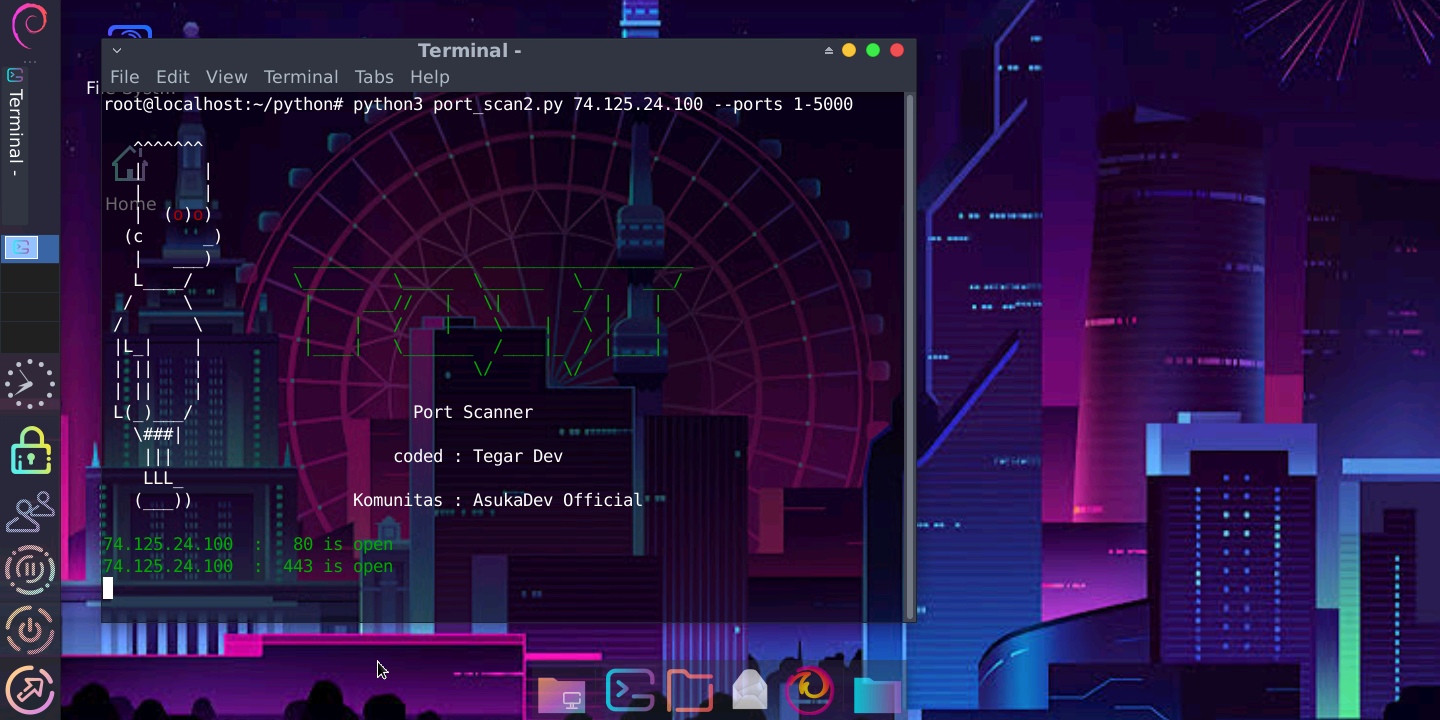 Terminal -
File Edit View Terminal Tabs Help
root@localhost:~/python# python3 port_scan2.py 74.125.24.100 --ports 1-5000
Home
Port Scanner
coded : Tegar Dev
Komunitas : AsukaDev Official
74.125.24.100 : 80 is open
74.125.24.100 : 443 is open
Terminal -